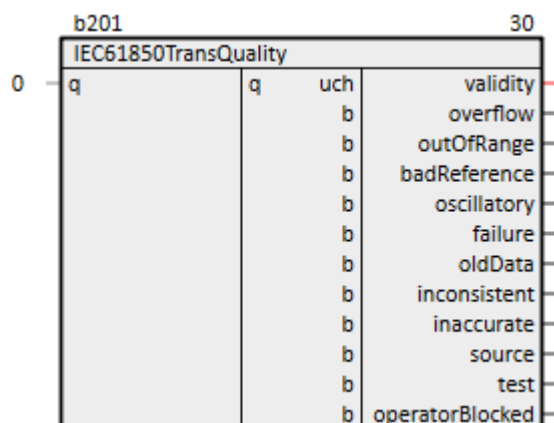 b201 30
IEC61850TransQuality
0 q q uch validity
b overflow
b outOfRange
b badReference
b oscillatory
b failure
b oldData
b inconsistent
b inaccurate
b source
b test
b operatorBlocked